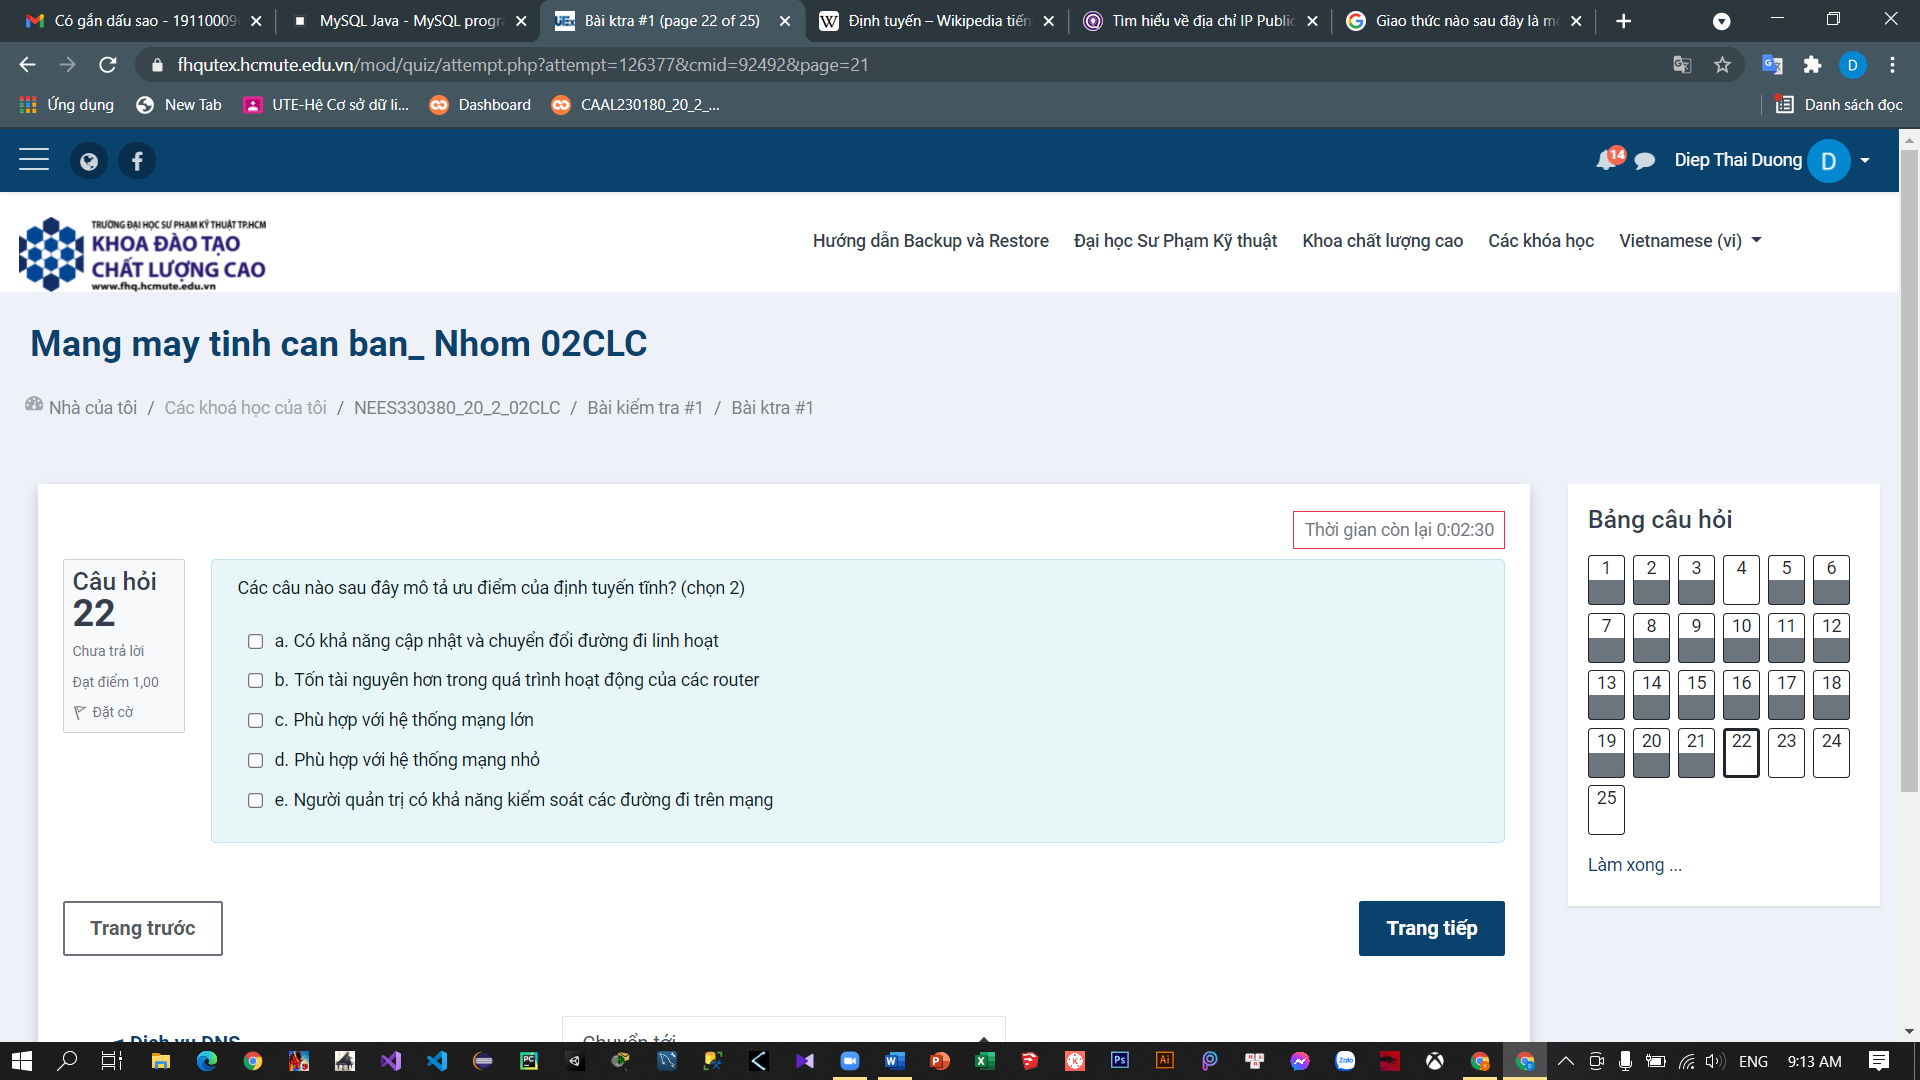 Có gắn dấu sao - 19110009
MySQL Java - MySQL progra
Bài ktra #1 (page 22 of 25)
Định tuyến – Wikipedia tiến
Tìm hiểu về địa chỉ IP Public
Giao thức nào sau đây là mộ
fhqutex.hcmute.edu.vn/mod/quiz/attempt.php?attempt=126377&cmid=92492&page=21
D
Ứng dụng
New Tab
UTE-Hệ Cơ sở dữ li...
Dashboard
CAAL230180_20_2_...
Danh sách đọc
14
Diep Thai Duong
D
TRƯỜNG ĐẠI HỌC SƯ PHẠM KỸ THUẬT TP.HCM
KHOA ĐÀO TẠO
CHẤT LƯỢNG CAO
www.fhq.hcmute.edu.vn
Hướng dẫn Backup và Restore
Đại học Sư Phạm Kỹ thuật
Khoa chất lượng cao
Các khóa học
Vietnamese (vi)
Mang may tinh can ban_ Nhom 02CLC
Nhà của tôi / Các khoá học của tôi / NEES330380_20_2_02CLC / Bài kiểm tra #1 / Bài ktra #1
Thời gian còn lại 0:02:30
Câu hỏi
22
Chưa trả lời
Đạt điểm 1,00
Đặt cờ
Các câu nào sau đây mô tả ưu điểm của định tuyến tĩnh? (chọn 2)
a. Có khả năng cập nhật và chuyển đổi đường đi linh hoạt
b. Tốn tài nguyên hơn trong quá trình hoạt động của các router
c. Phù hợp với hệ thống mạng lớn
d. Phù hợp với hệ thống mạng nhỏ
e. Người quản trị có khả năng kiểm soát các đường đi trên mạng
Bảng câu hỏi
1 2 3 4 5 6
7 8 9 10 11 12
13 14 15 16 17 18
19 20 21 22 23 24
25
Làm xong ...
Trang trước
Trang tiếp
Dịch vụ DNS
Chuyển tới
ENG
9:13 AM